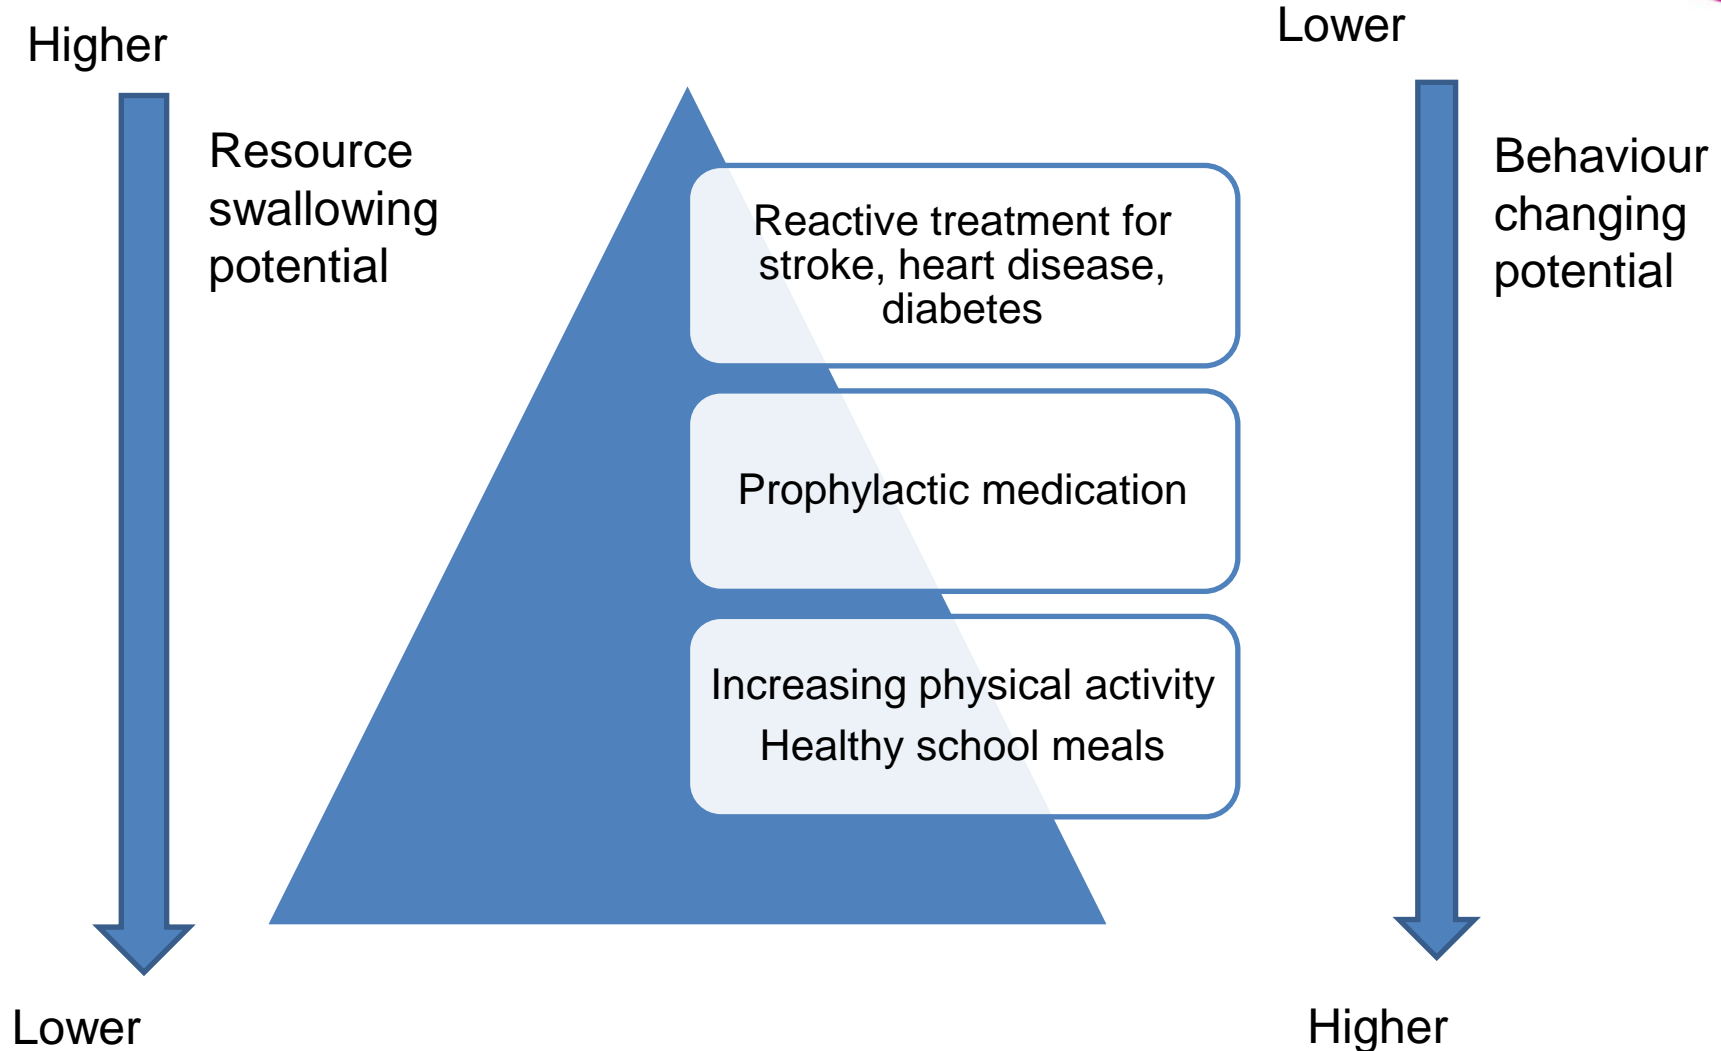 Higher
Resource
swallowing
potential
Lower
Reactive treatment for
stroke, heart disease,
diabetes
Prophylactic medication
Increasing physical activity
Healthy school meals
Lower
Behaviour
changing
potential
Higher